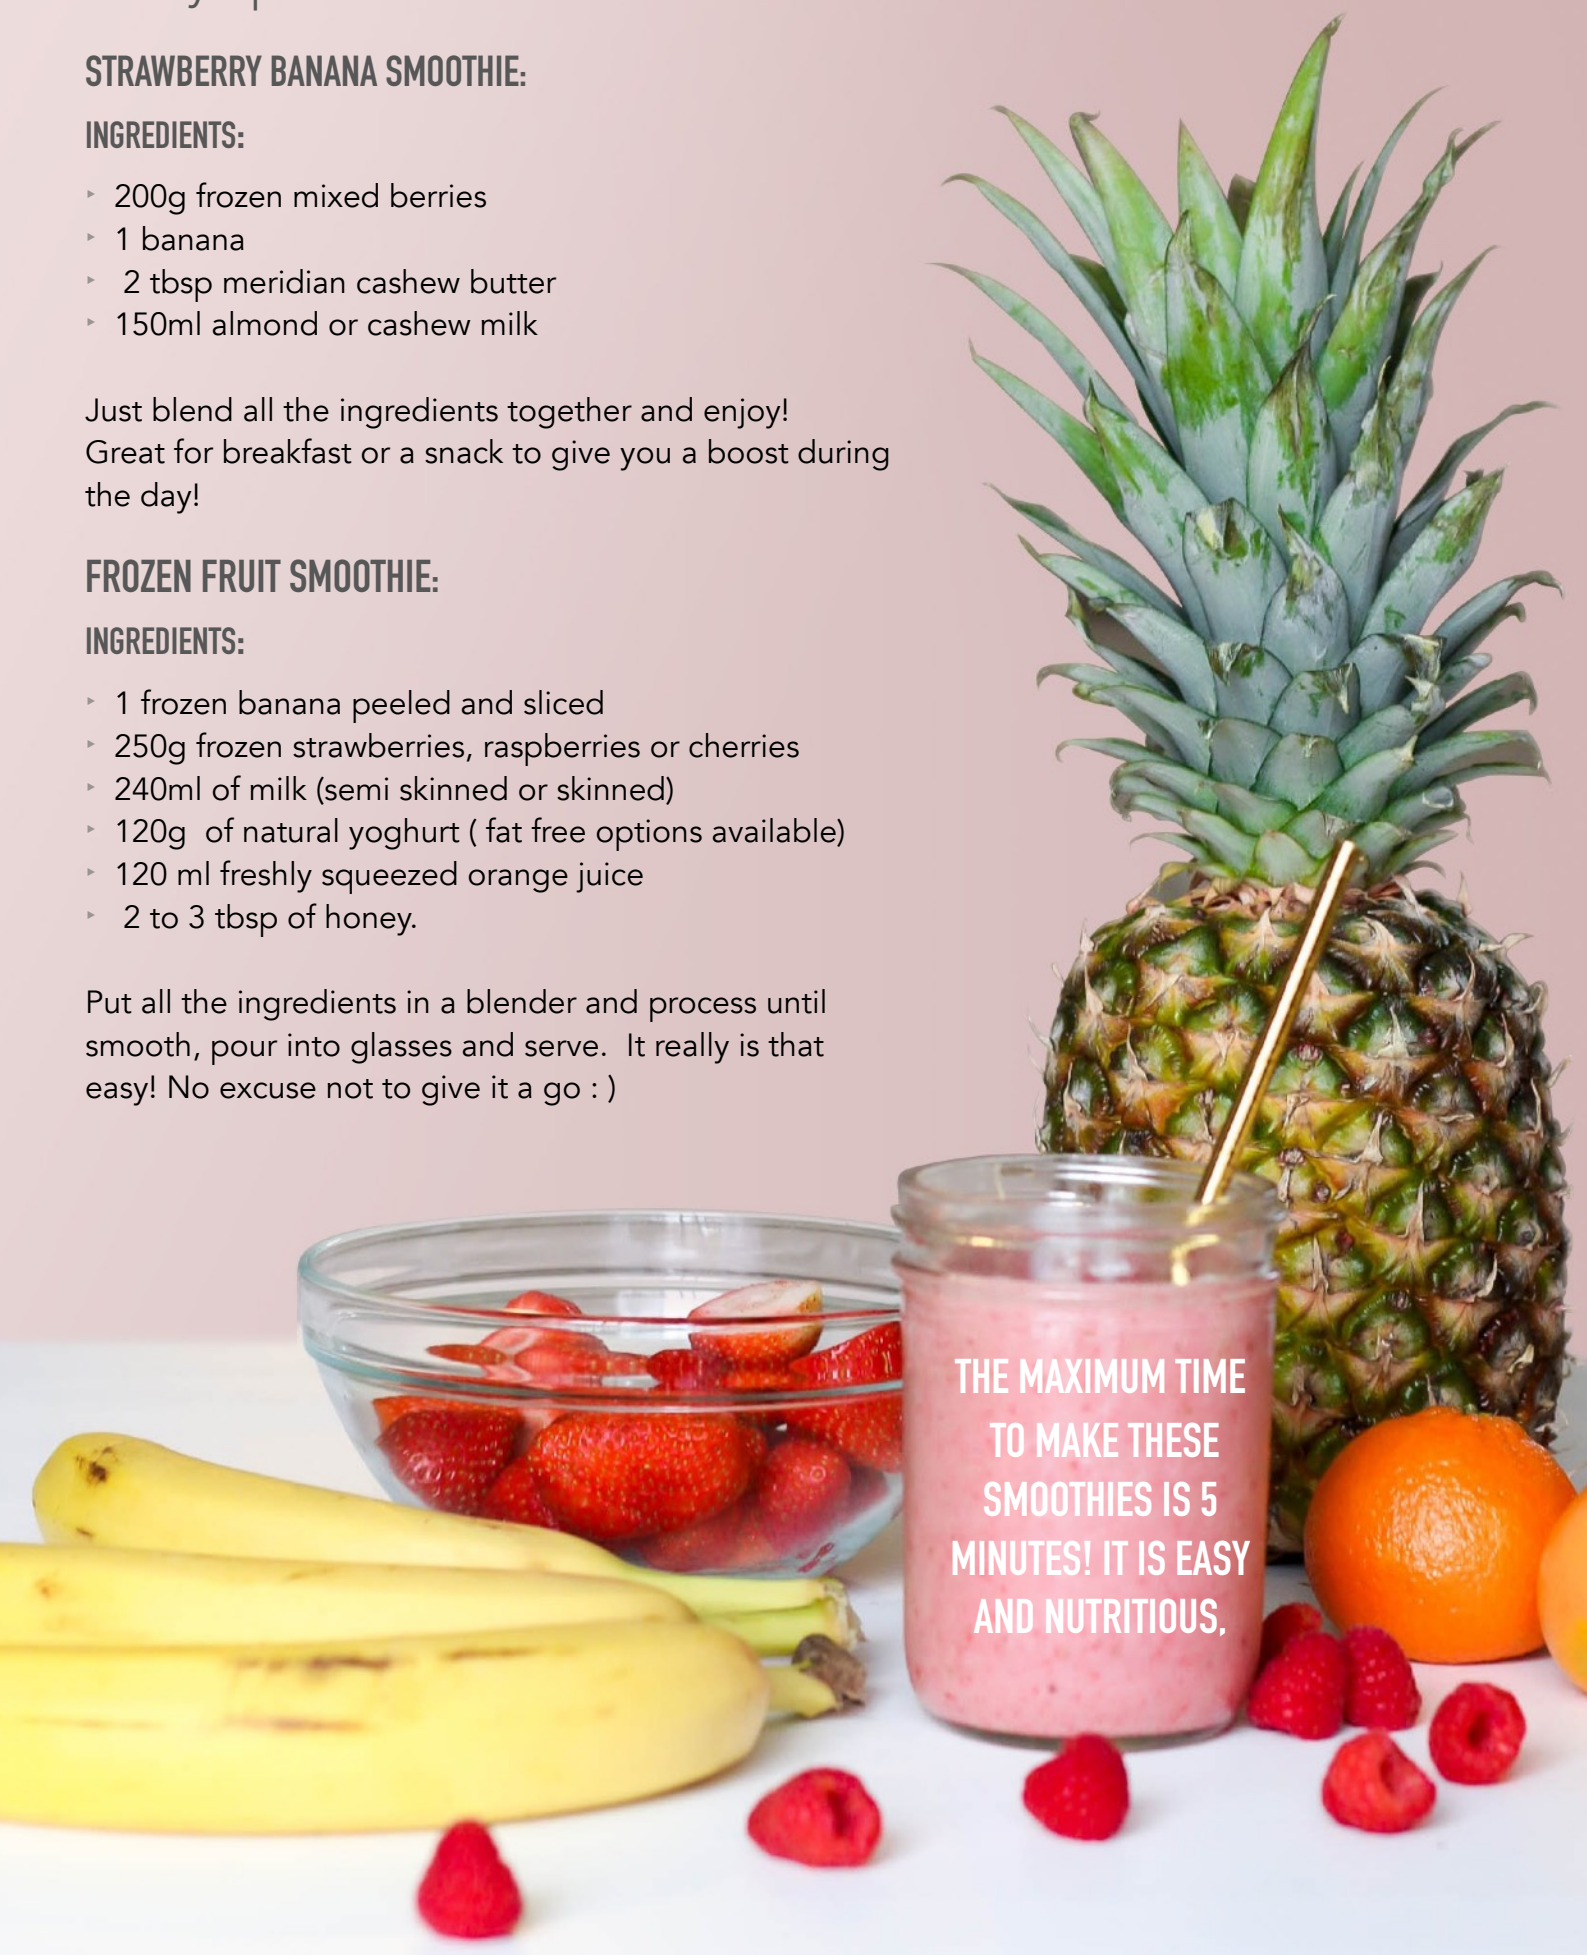 STRAWBERRY BANANA SMOOTHIE:
INGREDIENTS:
‣ 200g frozen mixed berries
‣ 1 banana
‣ 2 tbsp meridian cashew butter
‣ 150ml almond or cashew milk
Just blend all the ingredients together and enjoy!
Great for breakfast or a snack to give you a boost during
the day!
FROZEN FRUIT SMOOTHIE:
INGREDIENTS:
‣ 1 frozen banana peeled and sliced
‣ 250g frozen strawberries, raspberries or cherries
‣ 240ml of milk (semi skinned or skinned)
‣ 120g  of natural yoghurt ( fat free options available)
‣ 120 ml freshly squeezed orange juice
‣ 2 to 3 tbsp of honey.
Put all the ingredients in a blender and process until
smooth, pour into glasses and serve.  It really is that
easy! No excuse not to give it a go : )
THE MAXIMUM TIME
TO MAKE THESE
SMOOTHIES IS 5
MINUTES! IT IS EASY
AND NUTRITIOUS,